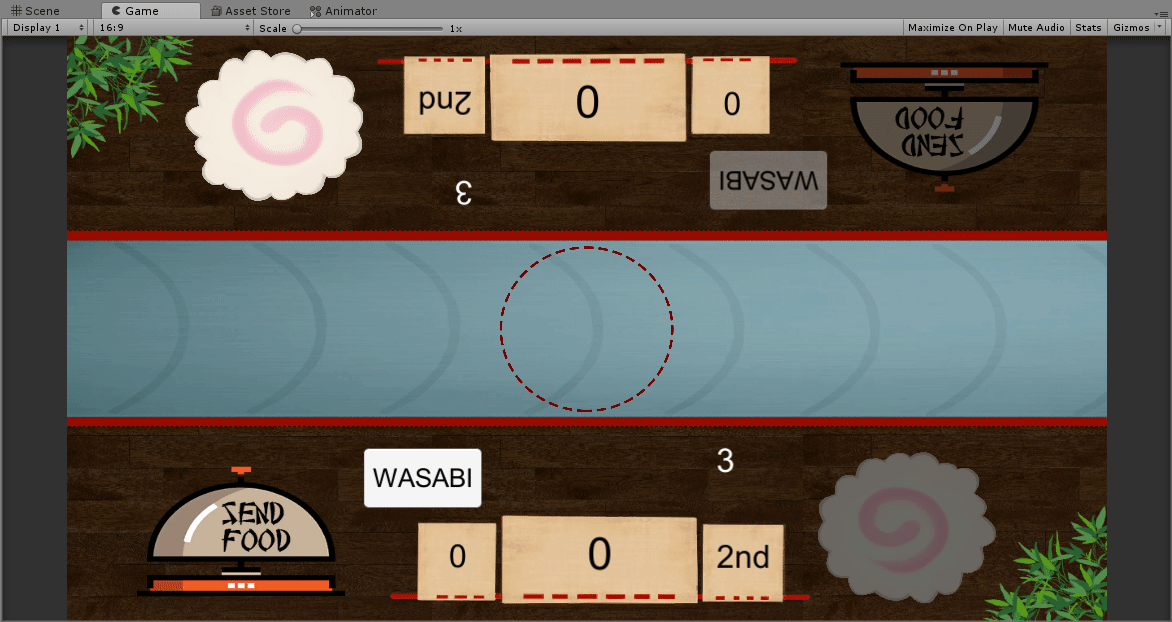 Scene
Game
Asset Store
Animator
Display 1
16:9
Scale
1x
Maximize On Play
Mute Audio
Stats
Gizmos
2nd
0
0
SEND
FOOD
3
WASABI
WASABI
3
SEND
FOOD
0
0
2nd